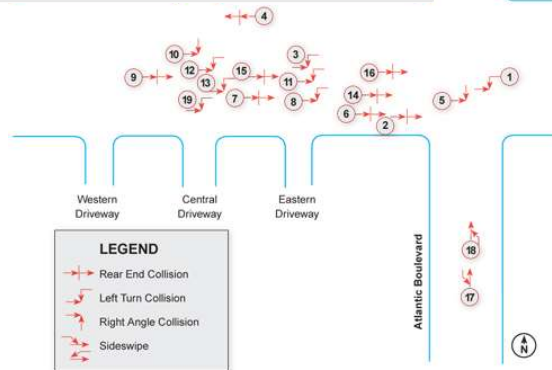 4
10
3
12
9
13
15
16
1
11
19
7
8
14
5
6
2
Western
Driveway
Central
Driveway
Eastern
Driveway
LEGEND
Rear End Collision
Left Turn Collision
Right Angle Collision
Sideswipe
Atlantic Boulevard
18
17
N